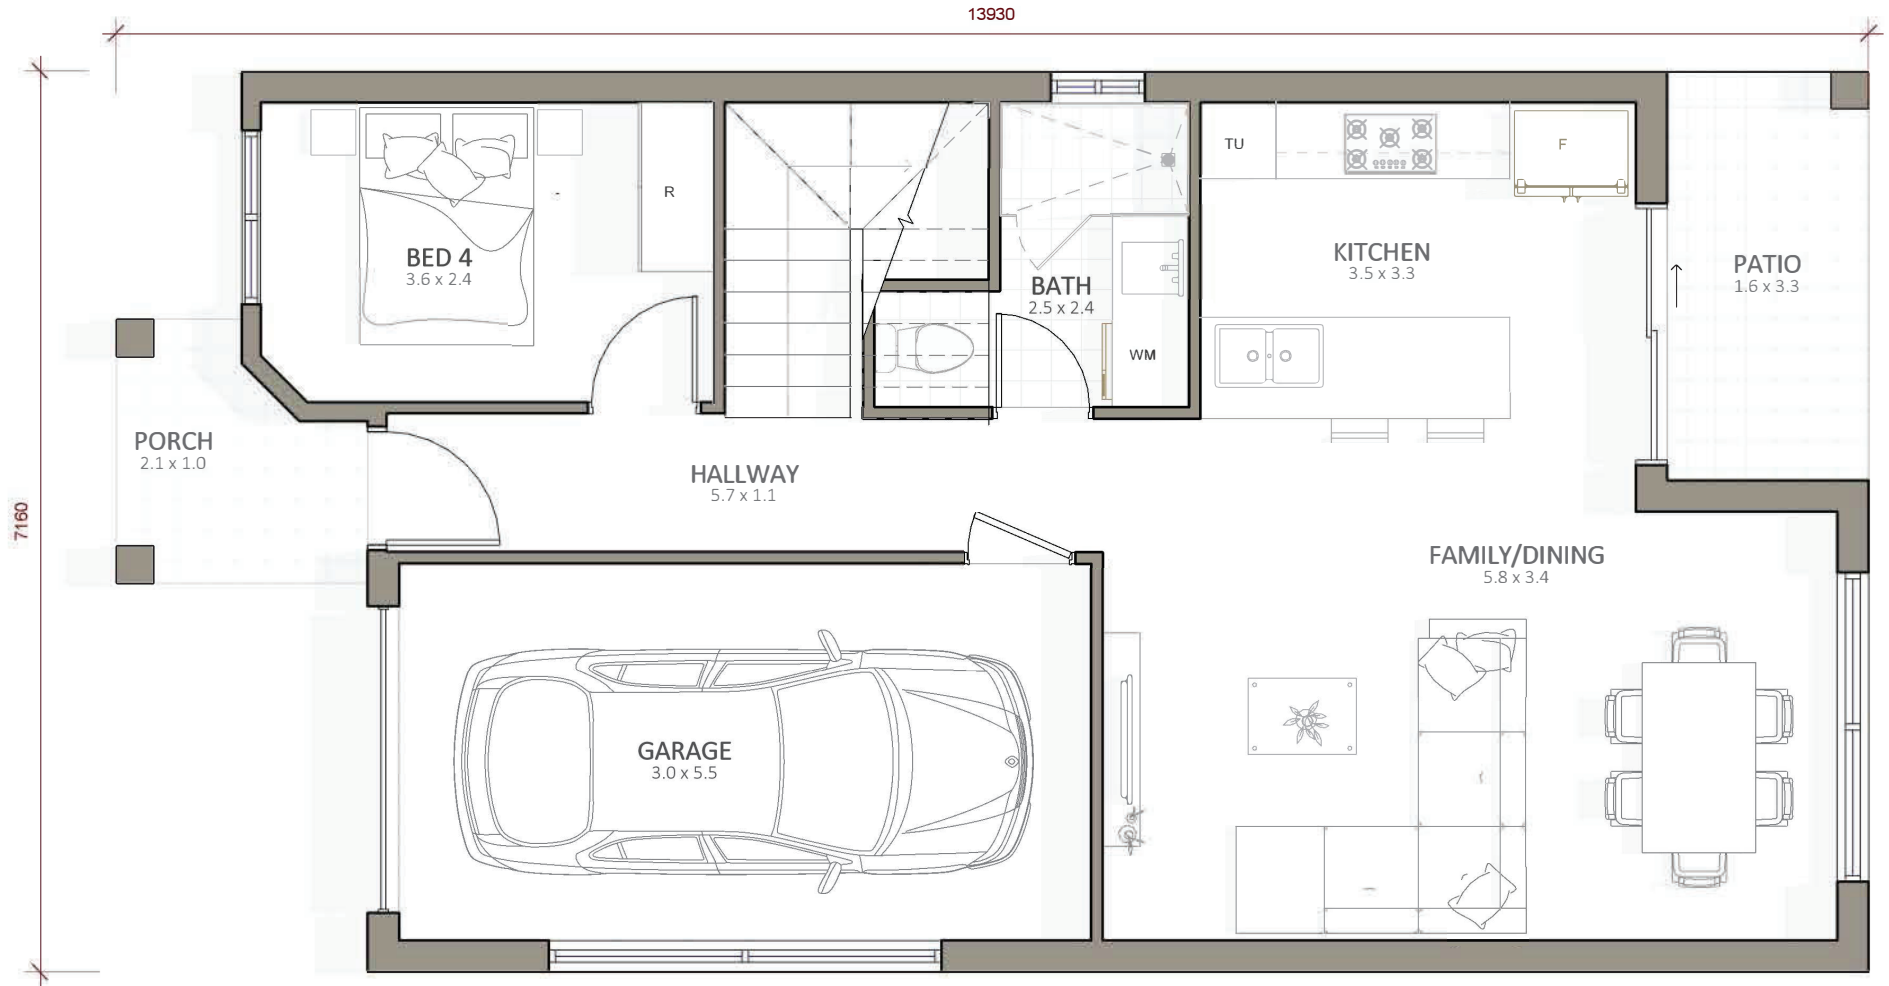 13930
7160
TU
F
R
BED 4
3.6 x 2.4
KITCHEN
3.5 x 3.3
PATIO
1.6 x 3.3
BATH
2.5 x 2.4
WM
PORCH
2.1 x 1.0
HALLWAY
5.7 x 1.1
FAMILY/DINING
5.8 x 3.4
GARAGE
3.0 x 5.5